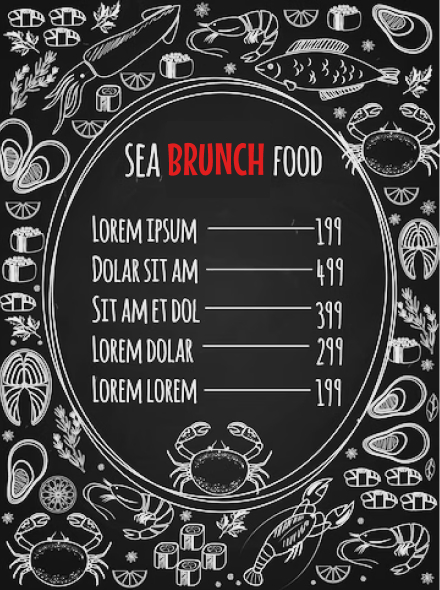 SEA BRUNCH FOOD
LOREM IPSUM 199
DOLAR SIT AM 499
SIT AM ET DOL 399
LOREM DOLAR 299
LOREM LOREM 199